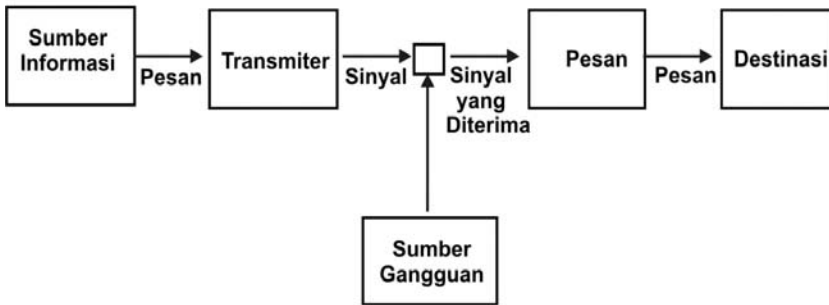 Sumber
Informasi
Pesan
Transmiter
Sinyal
Sinyal
yang
Diterima
Pesan
Pesan
Destinasi
Sumber
Gangguan